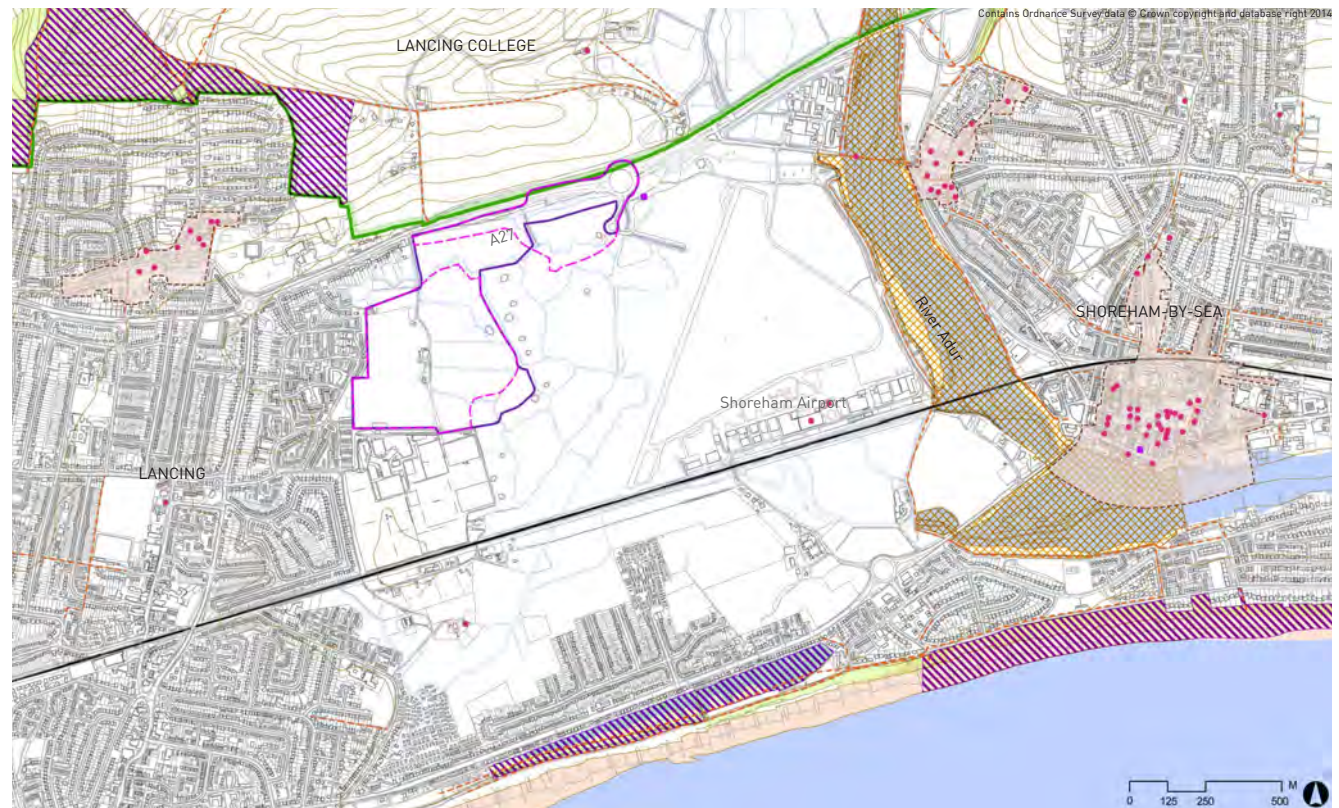 Contains Ordnance Survey data © Crown copyright and database right 2014
LANCING COLLEGE
A27
River Adur
SHOREHAM-BY-SEA
Shoreham Airport
LANCING
M
0 125 250 500